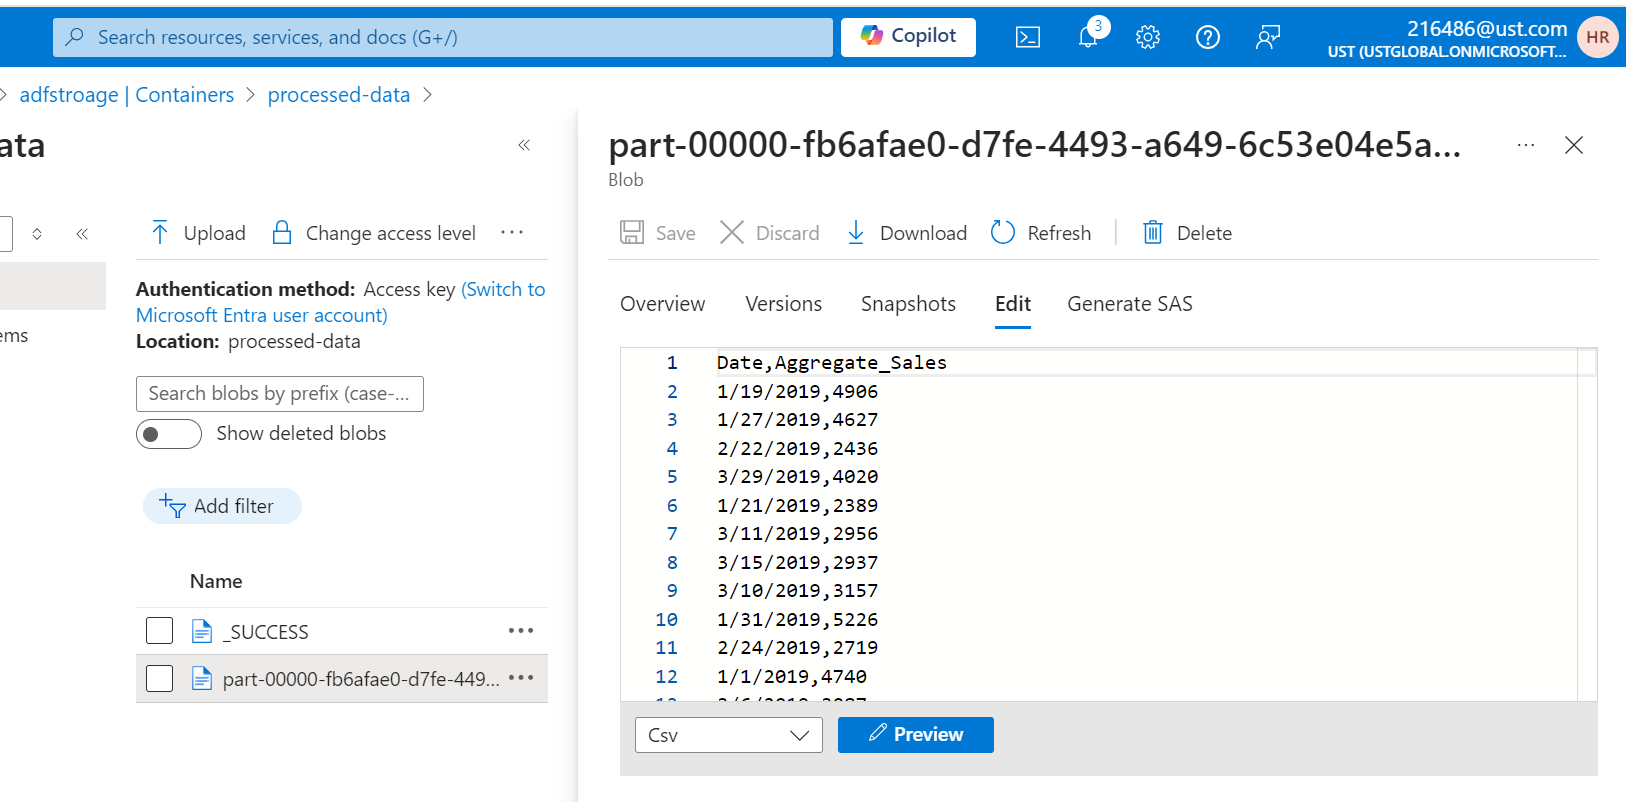 Search resources, services, and docs (G+/)
Copilot
3
216486@ust.com
UST (USTGLOBAL.ONMICROSOFT...
HR
adfstroage | Containers > processed-data >
ata
«
Upload
Change access level
...
Authentication method: Access key (Switch to
Microsoft Entra user account)
Location: processed-data
ems
Search blobs by prefix (case-...
Show deleted blobs
Add filter
Name
_SUCCESS
part-00000-fb6afae0-d7fe-449...
part-00000-fb6afae0-d7fe-4493-a649-6c53e04e5a...
Blob
Save
Discard
Download
Refresh
Delete
Overview
Versions
Snapshots
Edit
Generate SAS
1 Date,Aggregate_Sales
2 1/19/2019,4906
3 1/27/2019,4627
4 2/22/2019,2436
5 3/29/2019,4020
6 1/21/2019,2389
7 3/11/2019,2956
8 3/15/2019,2937
9 3/10/2019,3157
10 1/31/2019,5226
11 2/24/2019,2719
12 1/1/2019,4740
Csv
Preview